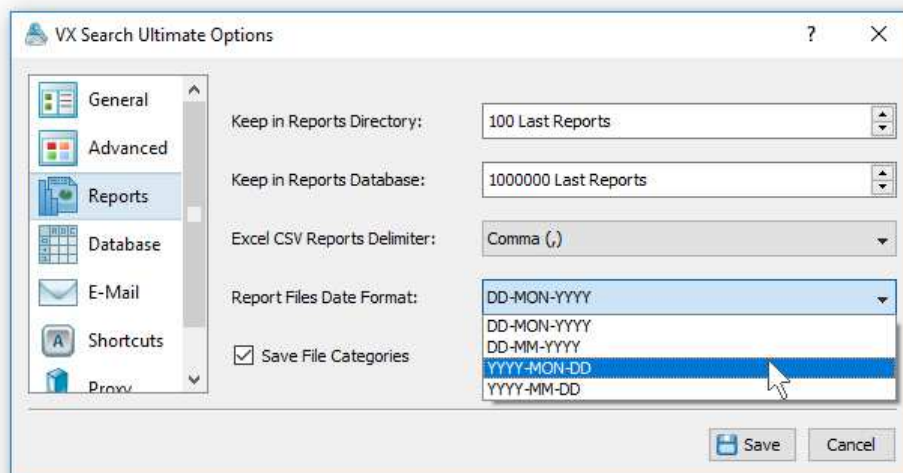 VX Search Ultimate Options
?
General
Advanced
Reports
Database
E-Mail
Shortcuts
Proxy
Keep in Reports Directory:
100 Last Reports
Keep in Reports Database:
1000000 Last Reports
Excel CSV Reports Delimiter:
Comma (,)
Report Files Date Format:
DD-MON-YYYY
DD-MON-YYYY
DD-MM-YYYY
YYYY-MON-DD
YYYY-MM-DD
Save File Categories
Save
Cancel